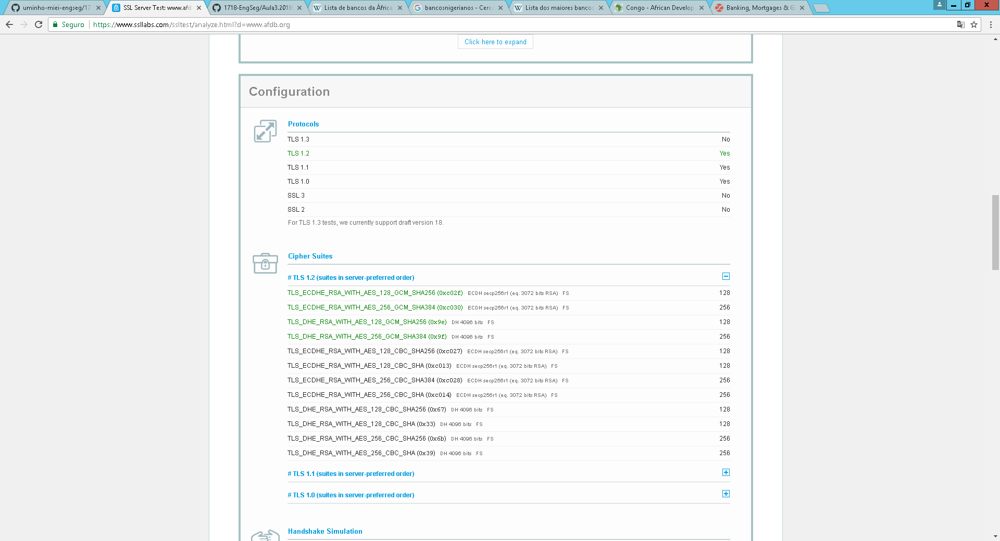 uminho-miei-engseg/17
SSL Server Test: www.afd
1718-EngSeg/Aula3.2018
Lista de bancos da África
bancosnigerianos - Cerc
Lista dos maiores bancos
Congo - African Develop
Banking, Mortgages & G
Seguro
https://www.ssllabs.com/ssltest/analyze.html?d=www.afdb.org
Click here to expand
Configuration
Protocols
TLS 1.3 No
TLS 1.2 Yes
TLS 1.1 Yes
TLS 1.0 Yes
SSL 3 No
SSL 2 No
For TLS 1.3 tests, we currently support draft version 18.
Cipher Suites
# TLS 1.2 (suites in server-preferred order)
TLS_ECDHE_RSA_WITH_AES_128_GCM_SHA256 (0xc02f) ECDH secp256r1 (eq. 3072 bits RSA) FS 128
TLS_ECDHE_RSA_WITH_AES_256_GCM_SHA384 (0xc030) ECDH secp256r1 (eq. 3072 bits RSA) FS 256
TLS_DHE_RSA_WITH_AES_128_GCM_SHA256 (0x9e) DH 4096 bits FS 128
TLS_DHE_RSA_WITH_AES_256_GCM_SHA384 (0x9f) DH 4096 bits FS 256
TLS_ECDHE_RSA_WITH_AES_128_CBC_SHA256 (0xc027) ECDH secp256r1 (eq. 3072 bits RSA) FS 128
TLS_ECDHE_RSA_WITH_AES_128_CBC_SHA (0xc013) ECDH secp256r1 (eq. 3072 bits RSA) FS 128
TLS_ECDHE_RSA_WITH_AES_256_CBC_SHA384 (0xc028) ECDH secp256r1 (eq. 3072 bits RSA) FS 256
TLS_ECDHE_RSA_WITH_AES_256_CBC_SHA (0xc014) ECDH secp256r1 (eq. 3072 bits RSA) FS 256
TLS_DHE_RSA_WITH_AES_128_CBC_SHA256 (0x67) DH 4096 bits FS 128
TLS_DHE_RSA_WITH_AES_128_CBC_SHA (0x33) DH 4096 bits FS 128
TLS_DHE_RSA_WITH_AES_256_CBC_SHA256 (0x6b) DH 4096 bits FS 256
TLS_DHE_RSA_WITH_AES_256_CBC_SHA (0x39) DH 4096 bits FS 256
# TLS 1.1 (suites in server-preferred order)
# TLS 1.0 (suites in server-preferred order)
Handshake Simulation